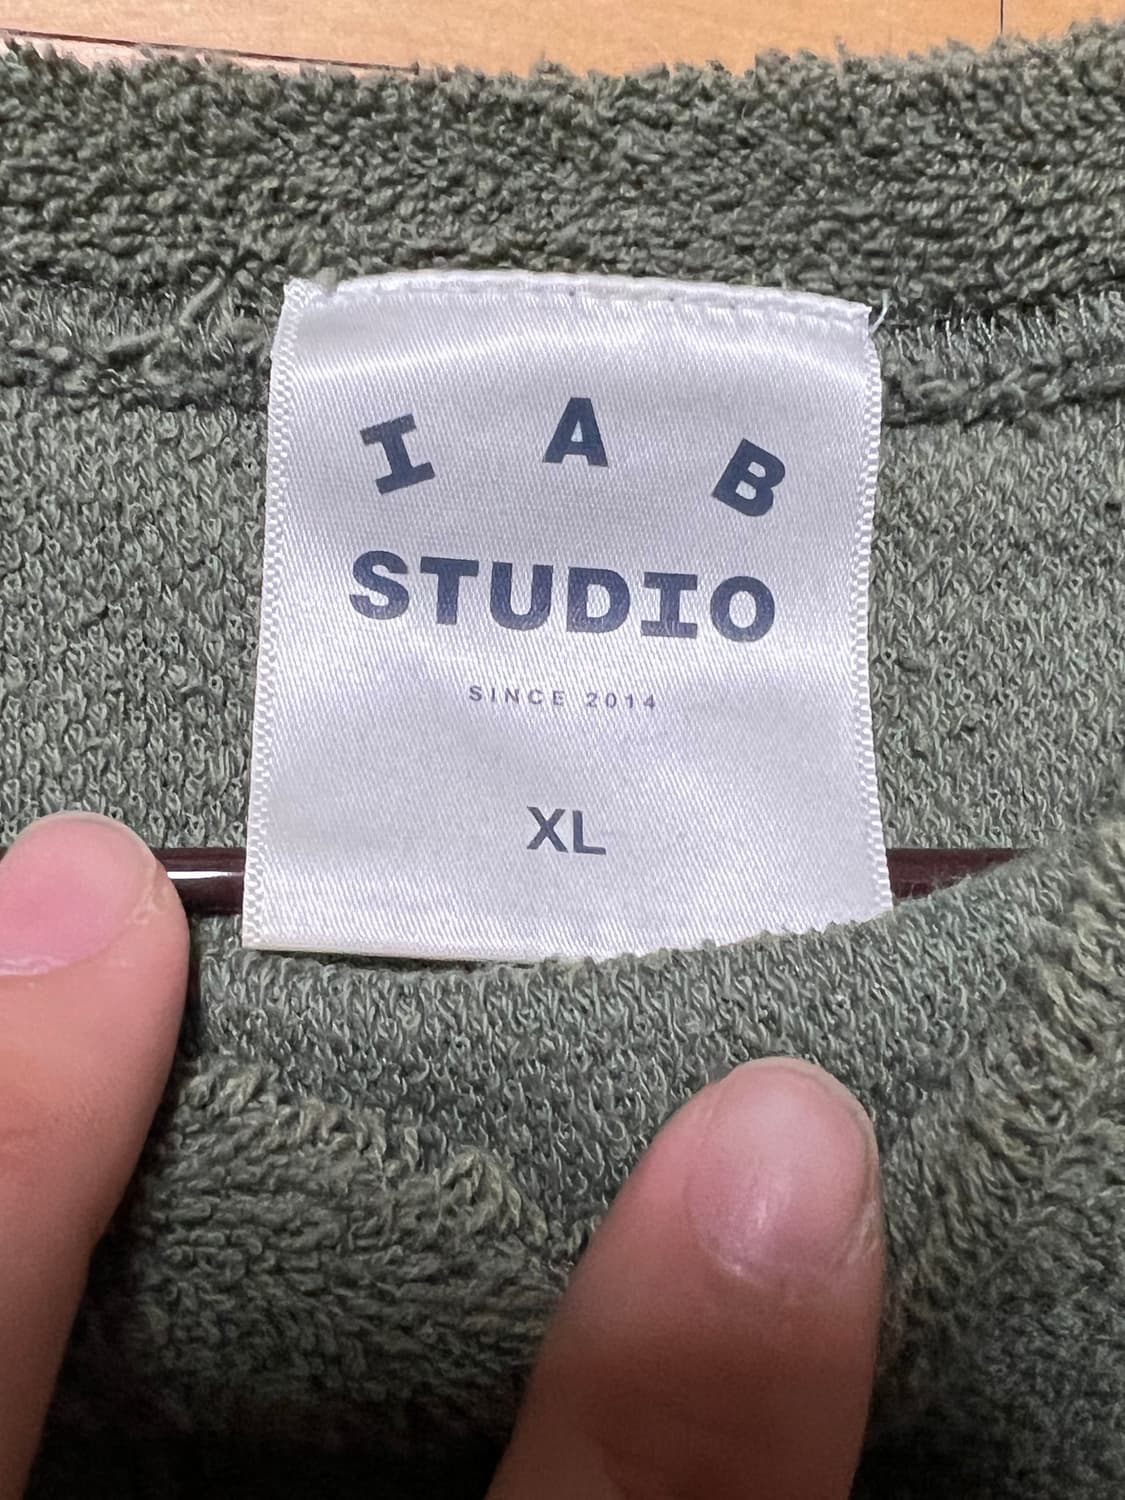 I A B
STUDIO
SINCE 2014
XL